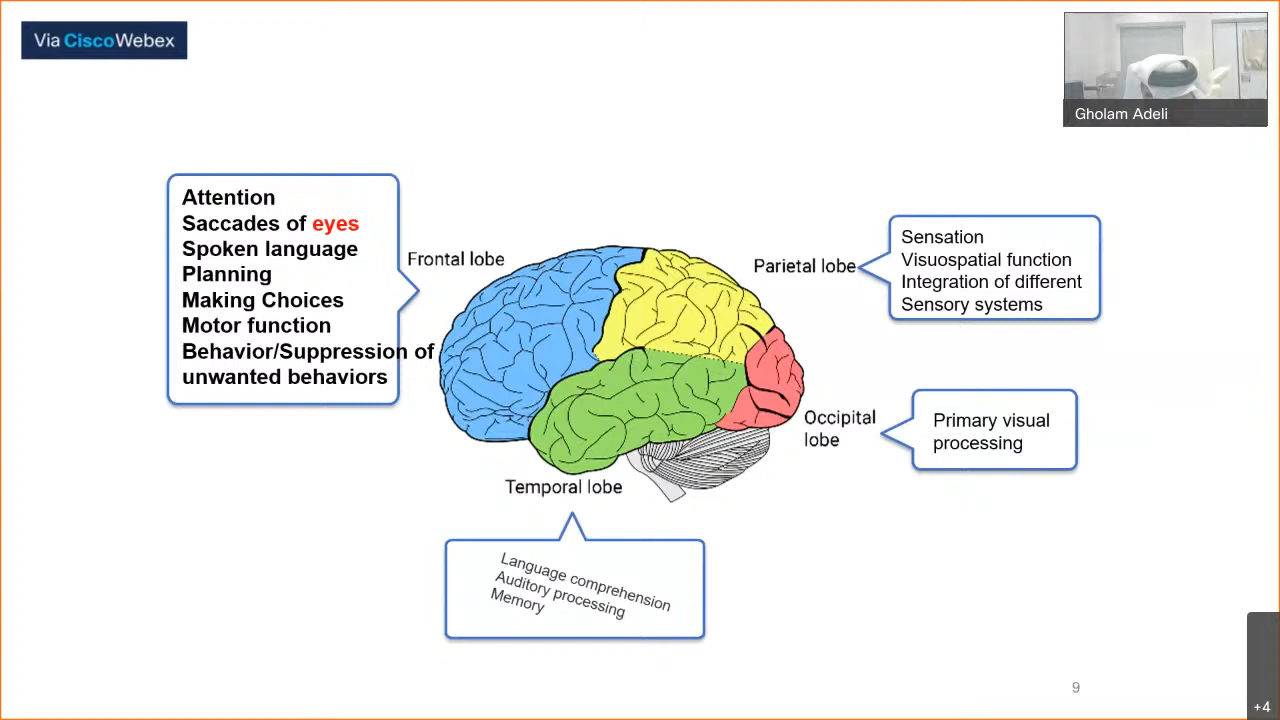 Via CiscoWebex
Gholam Adeli
Attention
Saccades of eyes
Spoken language
Planning
Making Choices
Motor function
Behavior/Suppression of
unwanted behaviors
Frontal lobe
Parietal lobe
Sensation
Visuospatial function
Integration of different
Sensory systems
Occipital
lobe
Primary visual
processing
Temporal lobe
Language comprehension
Auditory processing
Memory
9
+4